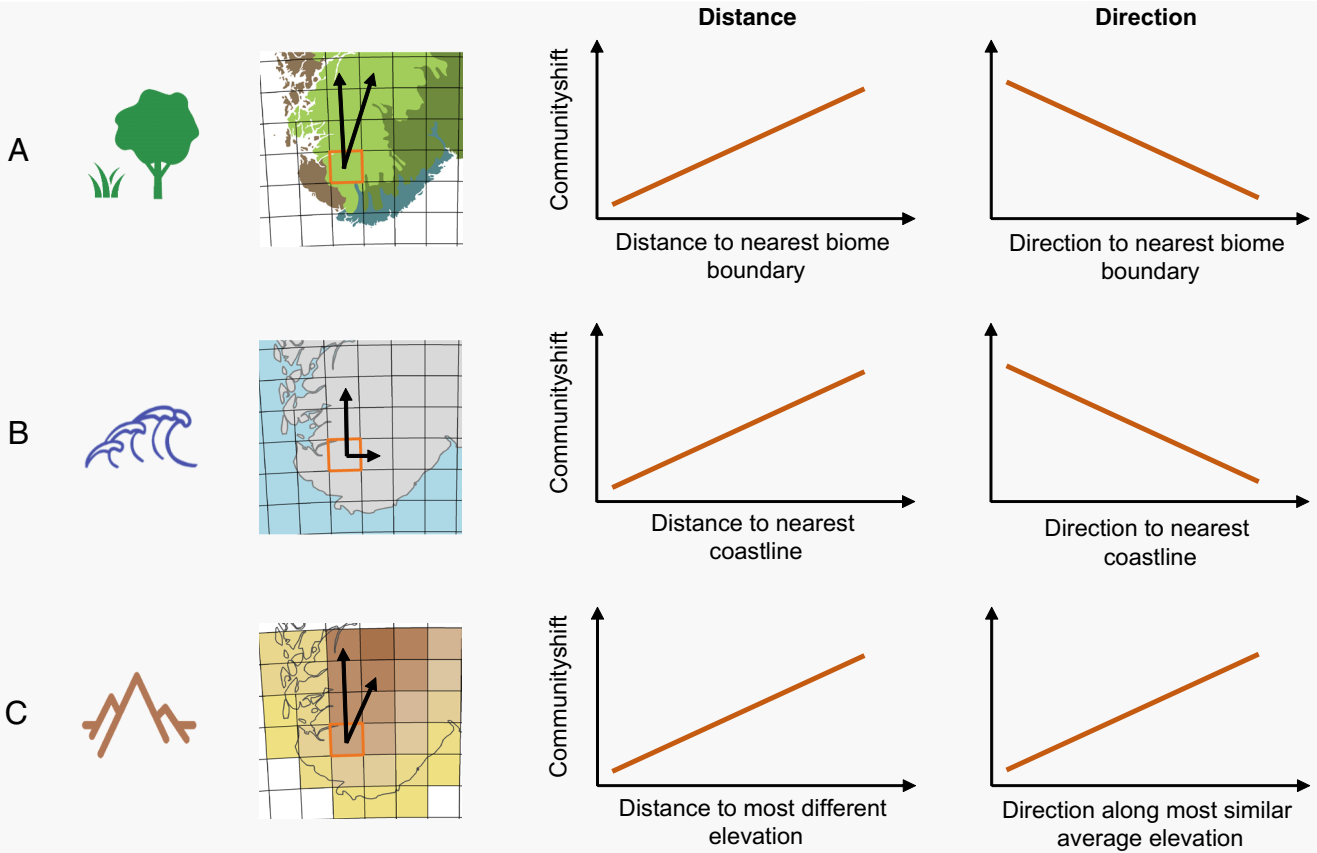 Distance
Direction
A
Communityshift
Distance to nearest biome
boundary
Direction to nearest biome
boundary
B
Communityshift
Distance to nearest
coastline
Direction to nearest
coastline
C
Communityshift
Distance to most different
elevation
Direction along most similar
average elevation